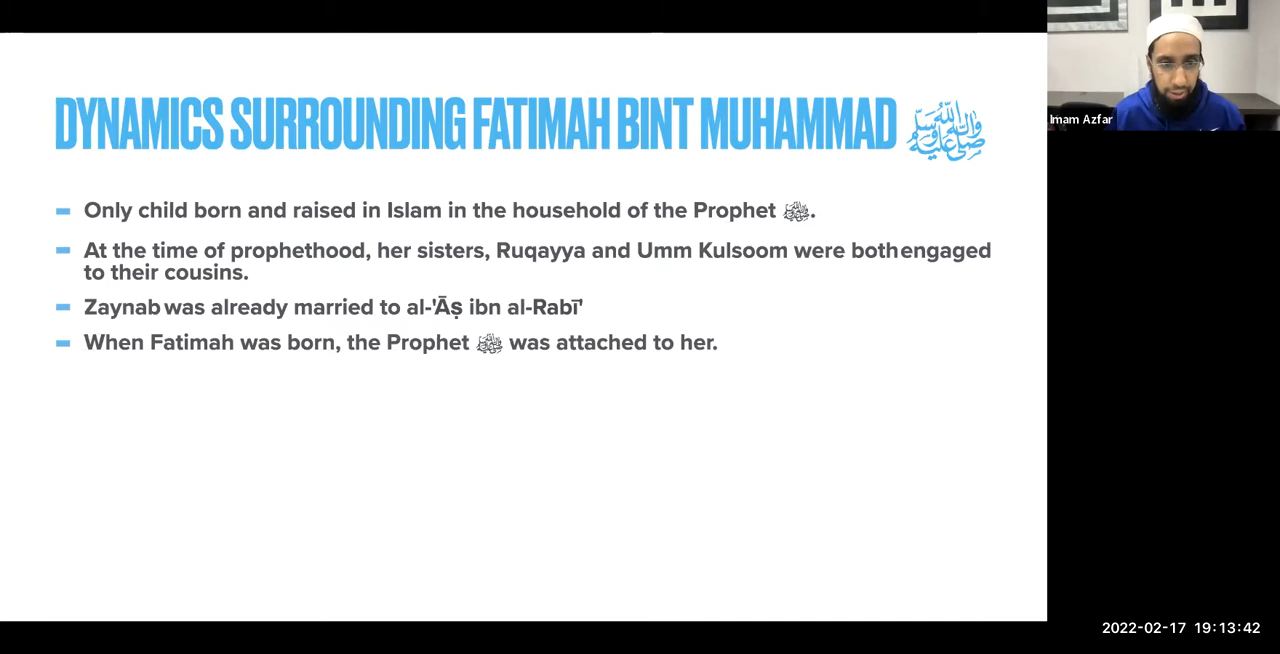 DYNAMICS SURROUNDING FATIMAH BINT MUHAMMAD ﷺ
Imam Azfar
Only child born and raised in Islam in the household of the Prophet ﷺ.
At the time of prophethood, her sisters, Ruqayya and Umm Kulsoom were both engaged
to their cousins.
Zaynab was already married to al-'Āṣ ibn al-Rabī'
When Fatimah was born, the Prophet ﷺ was attached to her.
2022-02-17 19:13:42